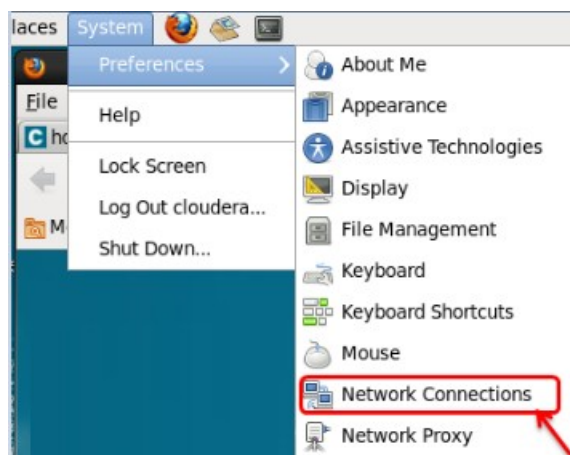 laces System
Preferences
File
Help
C ho
Lock Screen
Log Out cloudera...
M
Shut Down...
About Me
Appearance
Assistive Technologies
Display
File Management
Keyboard
Keyboard Shortcuts
Mouse
Network Connections
Network Proxy